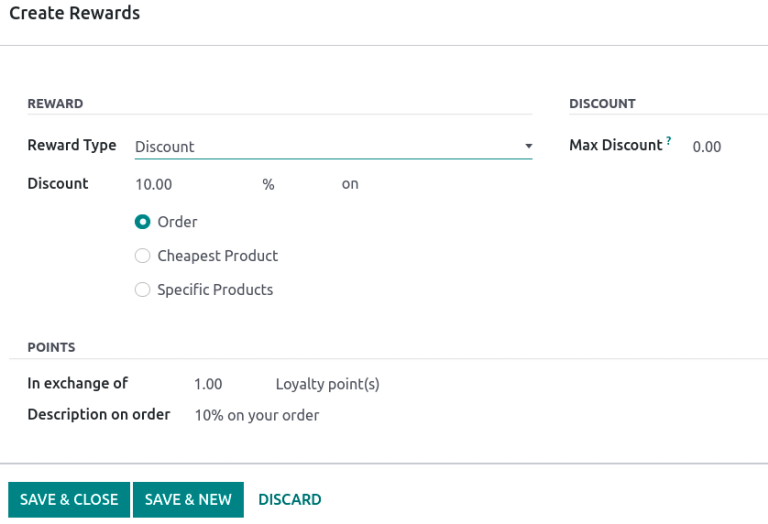 Create Rewards
REWARD
Reward Type Discount
Discount 10.00 % on
Order
Cheapest Product
Specific Products
DISCOUNT
Max Discount ? 0.00
POINTS
In exchange of 1.00 Loyalty point(s)
Description on order 10% on your order
SAVE & CLOSE SAVE & NEW DISCARD